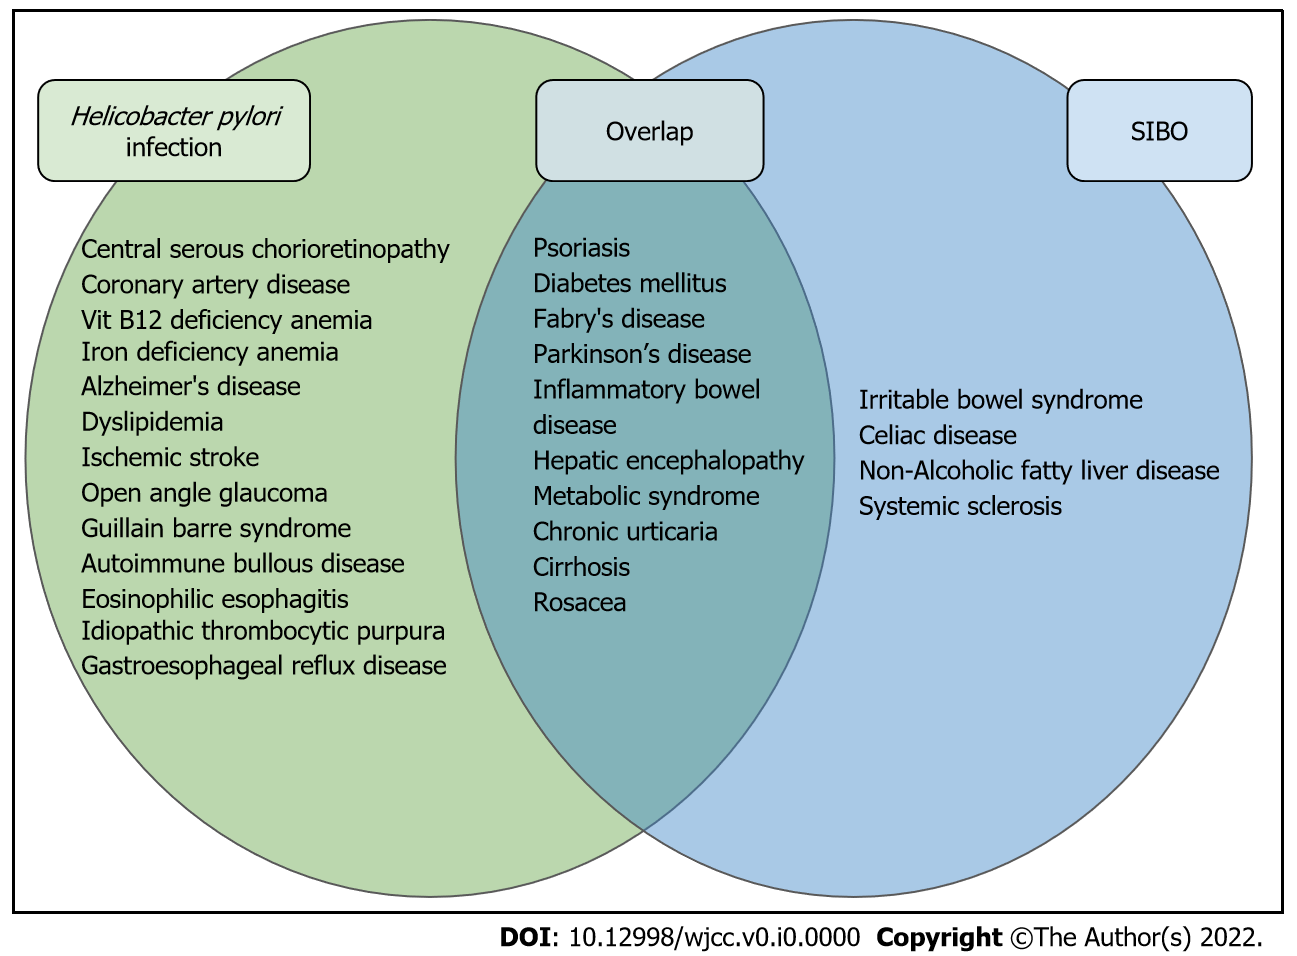 Helicobacter pylori
infection
Overlap
SIBO
Central serous chorioretinopathy
Coronary artery disease
Vit B12 deficiency anemia
Iron deficiency anemia
Alzheimer's disease
Dyslipidemia
Ischemic stroke
Open angle glaucoma
Guillain barre syndrome
Autoimmune bullous disease
Eosinophilic esophagitis
Idiopathic thrombocytic purpura
Gastroesophageal reflux disease
Psoriasis
Diabetes mellitus
Fabry's disease
Parkinson’s disease
Inflammatory bowel
disease
Hepatic encephalopathy
Metabolic syndrome
Chronic urticaria
Cirrhosis
Rosacea
Irritable bowel syndrome
Celiac disease
Non-Alcoholic fatty liver disease
Systemic sclerosis
DOI: 10.12998/wjcc.v0.i0.0000 Copyright ©The Author(s) 2022.